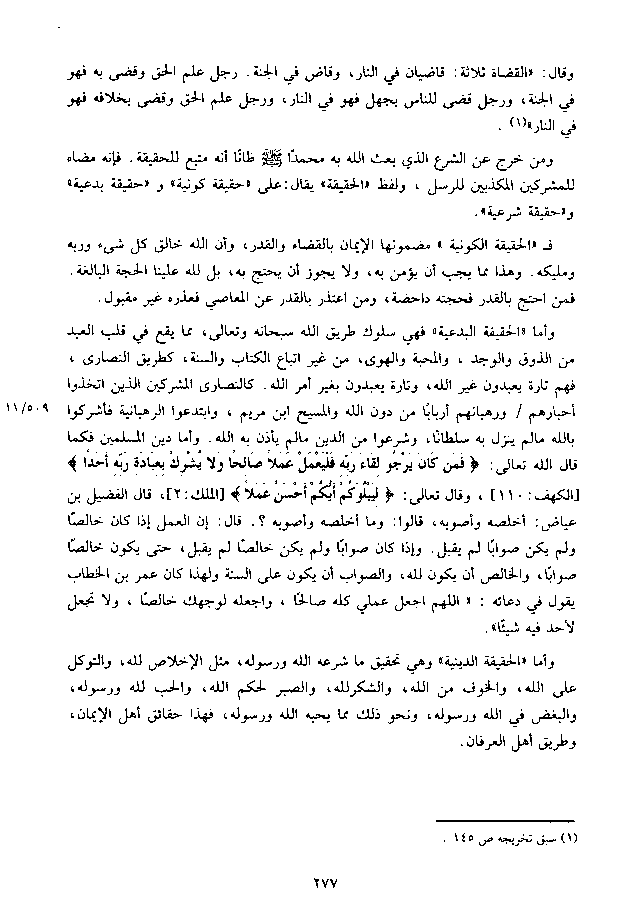 وقال: «القضاة ثلاثة: قاضيان في النار، وقاض في الجنة. رجل علم الحق وقضى به فهو
في الجنة، ورجل قضى للناس بجهل فهو في النار، ورجل علم الحق وقضى بخلافه فهو
في النار»(١) .
ومن خرج عن الشرع الذي بعث الله به محمدًا ﷺ ظانًا أنه متبع للحقيقة. فإنه مضاه
للمشركين المكذبين للرسل ، ولفظ «الحقيقة» يقال: على «حقيقة كونية» و «حقيقة بدعية»
و«حقيقة شرعية».
فـ «الحقيقة الكونية» مضمونها الإيمان بالقضاء والقدر، وأن الله خالق كل شيء وربه
ومليكه. وهذا مما يجب أن يؤمن به، ولا يجوز أن يحتج به، بل لله علينا الحجة البالغة.
فمن احتج بالقدر فحجته داحضة، ومن اعتذر بالقدر عن المعاصي فعذره غير مقبول.
وأما «الحقيقة البدعية» فهي سلوك طريق الله سبحانه وتعالى، مما يقع في قلب العبد
من الذوق والوجد ، والمحبة والهوى، من غير اتباع الكتاب والسنة، كطريق النصارى ،
فهم تارة يعبدون غير الله، وتارة يعبدون بغير أمر الله. كالنصارى المشركين الذين اتخذوا
أحبارهم / ورهبانهم أربابًا من دون الله والمسيح ابن مريم ، وابتدعوا الرهبانية فأشركوا ١١/٥٠٩
بالله مالم ينزل به سلطانًا، وشرعوا من الدين مالم يأذن به الله. وأما دين المسلمين فكما
قال الله تعالى: ﴿ فَمَن كَانَ يَرْجُو لِقَاءَ رَبِّهِ فَلْيَعْمَلْ عَمَلاً صَالِحًا وَلا يُشْرِكْ بِعِبَادَةِ رَبِّهِ أَحَدًا ﴾
[الكهف: ١١٠] ، وقال تعالى: ﴿ لِيَبْلُوَكُمْ أَيُّكُمْ أَحْسَنُ عَمَلاً ﴾ [الملك: ٢]، قال الفضيل بن
عياض: أخلصه وأصوبه، قالوا: وما أخلصه وأصوبه ؟. قال: إن العمل إذا كان خالصًا
ولم يكن صوابًا لم يقبل. وإذا كان صوابًا ولم يكن خالصًا لم يقبل، حتى يكون خالصًا
صوابًا، والخالص أن يكون لله، والصواب أن يكون على السنة ولهذا كان عمر بن الخطاب
يقول في دعائه : « اللهم اجعل عملي كله صالحًا ، واجعله لوجهك خالصًا ، ولا تجعل
لأحد فيه شيئًا».
وأما «الحقيقة الدينية» وهي تحقيق ما شرعه الله ورسوله، مثل الإخلاص لله، والتوكل
على الله، والخوف من الله، والشكرلله، والصبر لحكم الله، والحب لله ورسوله،
والبغض في الله ورسوله، ونحو ذلك مما يحبه الله ورسوله، فهذا حقائق أهل الإيمان،
وطريق أهل العرفان.
(١) سبق تخريجه ص ١٤٥ .
٢٧٧